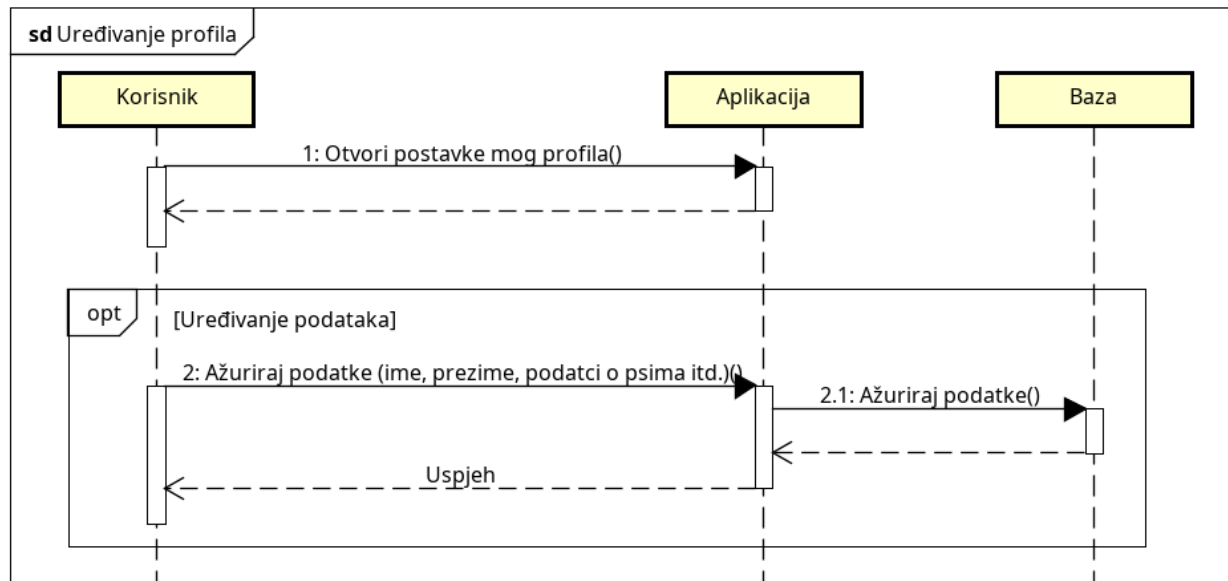 sd Uređivanje profila
Korisnik
Aplikacija
Baza
1: Otvori postavke mog profila()
opt
[Uređivanje podataka]
2: Ažuriraj podatke (ime, prezime, podatci o psima itd.)()
2.1: Ažuriraj podatke()
Uspjeh